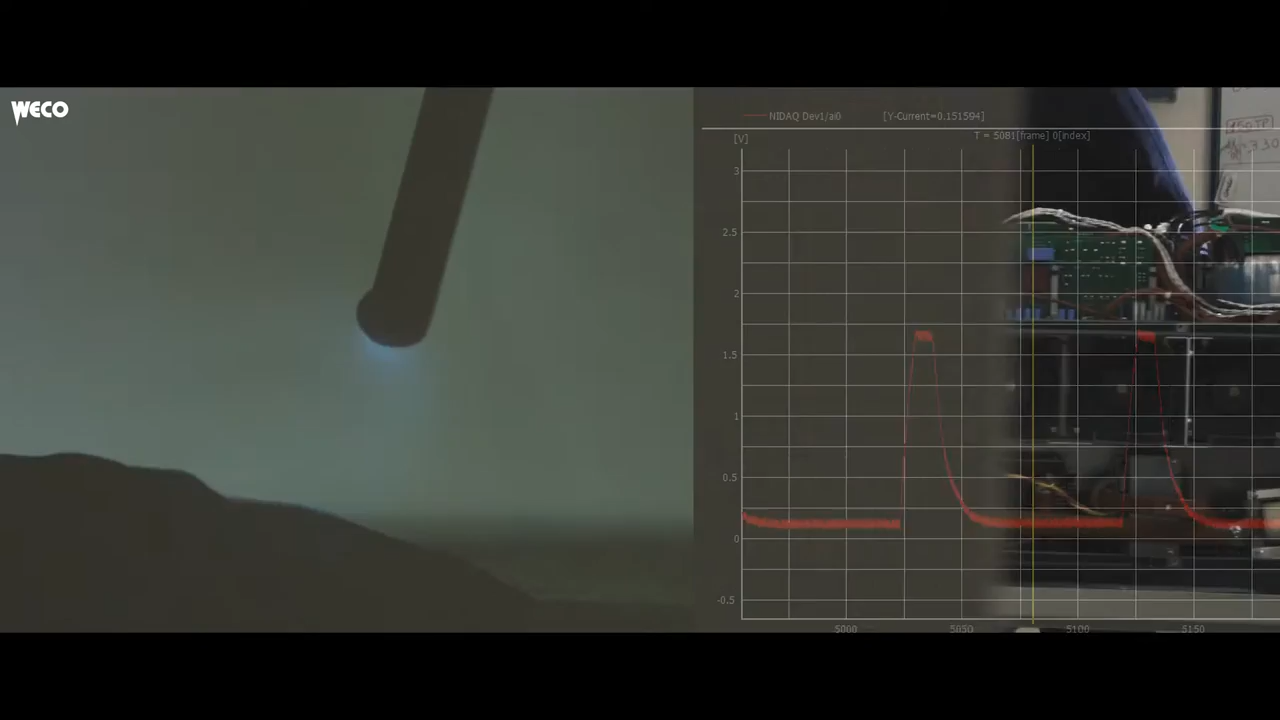 WECO
NIDAQ Dev1/ai0 [Y-Current=0.151594]
T = 5081[frame] 0[index]
[V]
3
2.5
2
1.5
1
0.5
0
-0.5
5000 5050 5100 5150